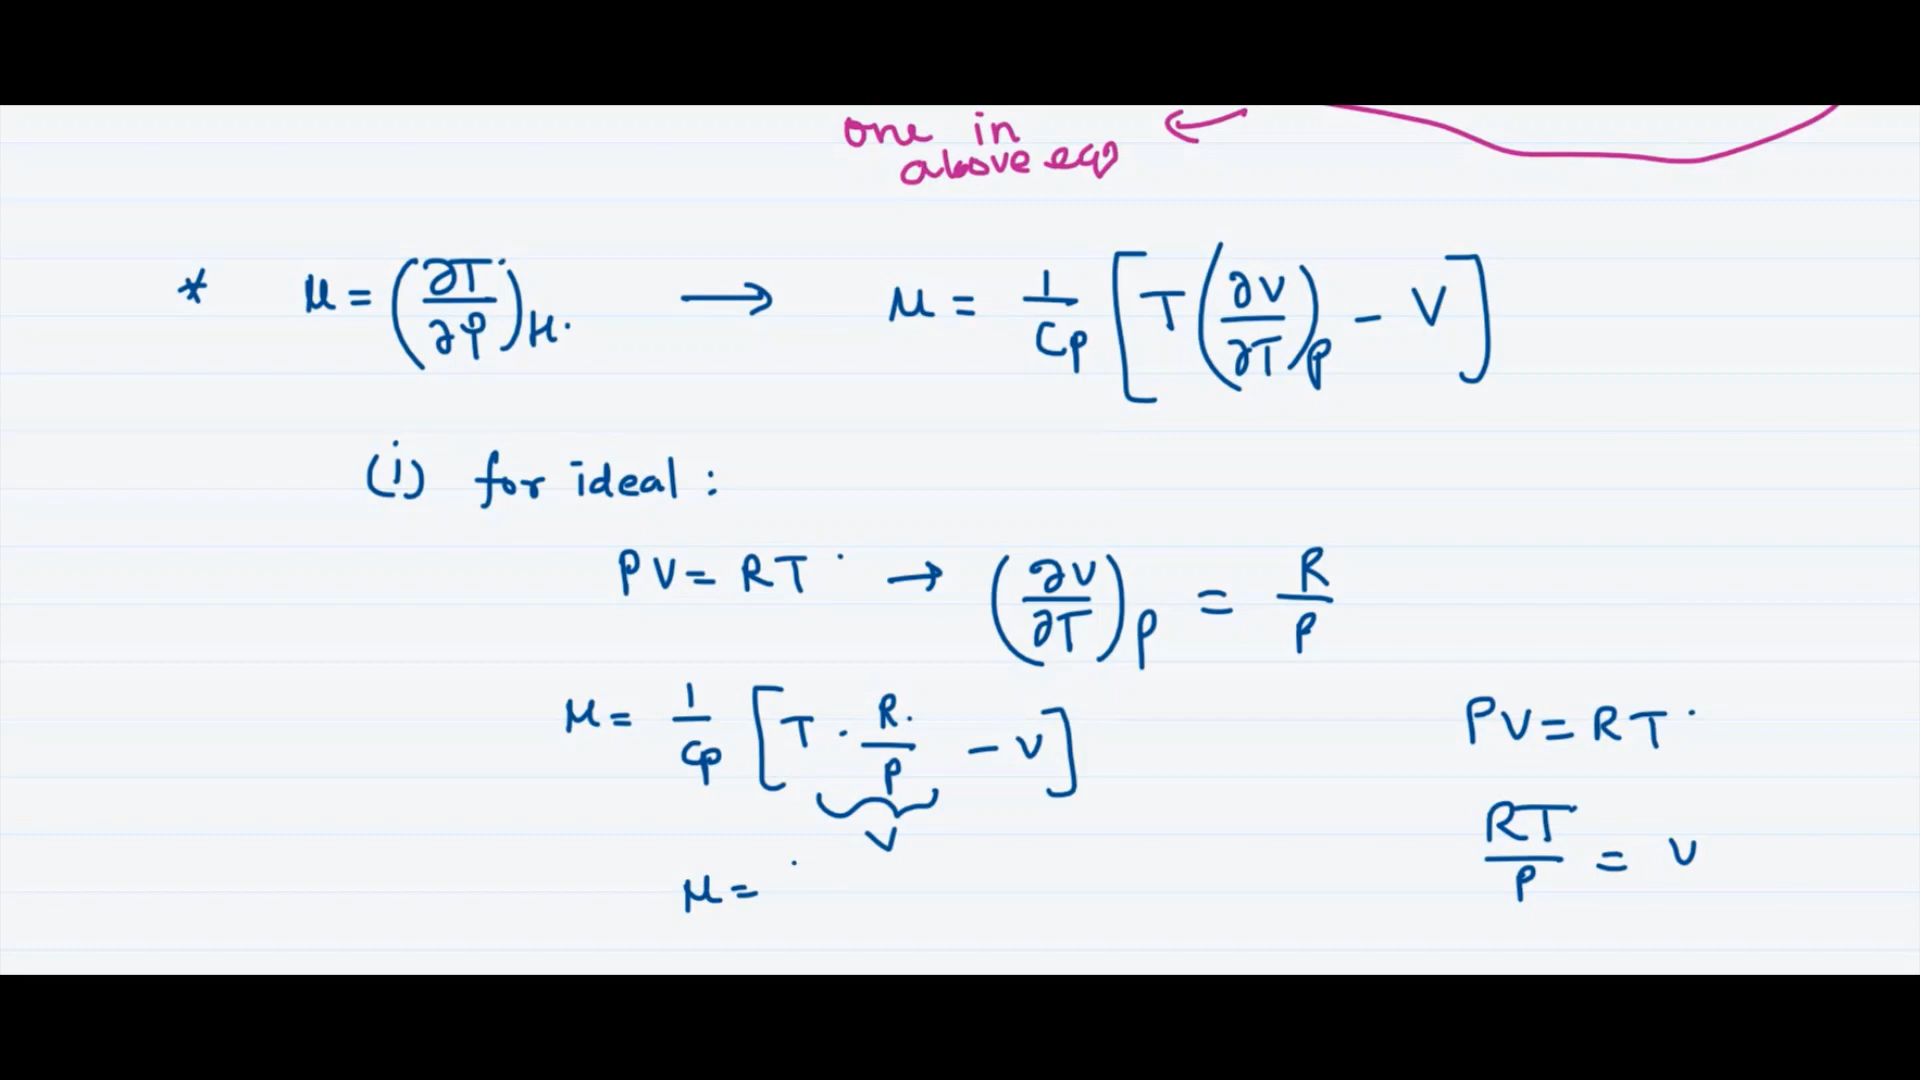 one in
above eq
* μ = (∂T/∂P)H. → μ = 1/Cp [T(∂V/∂T)P - V]
(i) for ideal :
PV = RT → (∂V/∂T)P = R/P
μ = 1/Cp [T · R/P - V]
V
μ =
PV = RT
RT/P = V